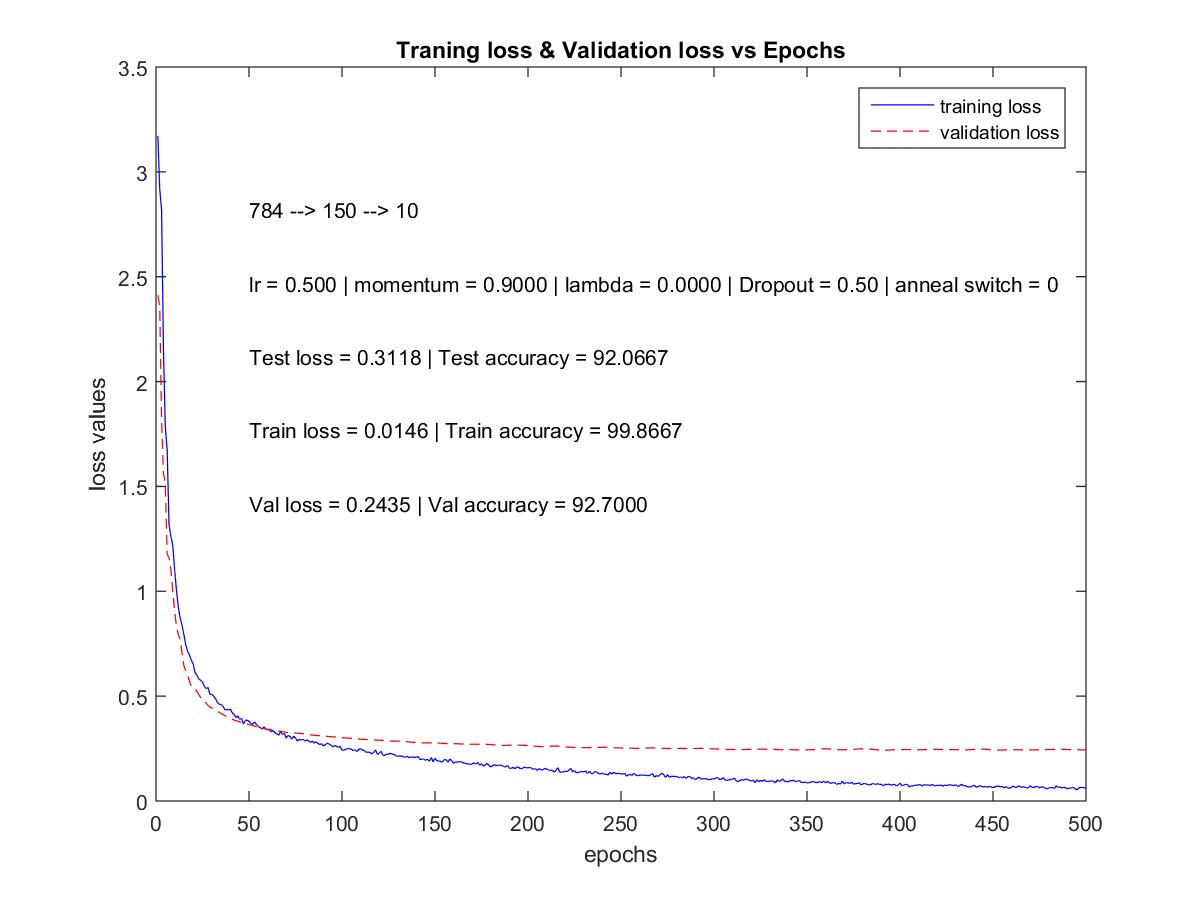 Traning loss & Validation loss vs Epochs
training loss
validation loss
784 --> 150 --> 10
lr = 0.500 | momentum = 0.9000 | lambda = 0.0000 | Dropout = 0.50 | anneal switch = 0
Test loss = 0.3118 | Test accuracy = 92.0667
Train loss = 0.0146 | Train accuracy = 99.8667
Val loss = 0.2435 | Val accuracy = 92.7000
loss values
3.5
3
2.5
2
1.5
1
0.5
0
0 50 100 150 200 250 300 350 400 450 500
epochs